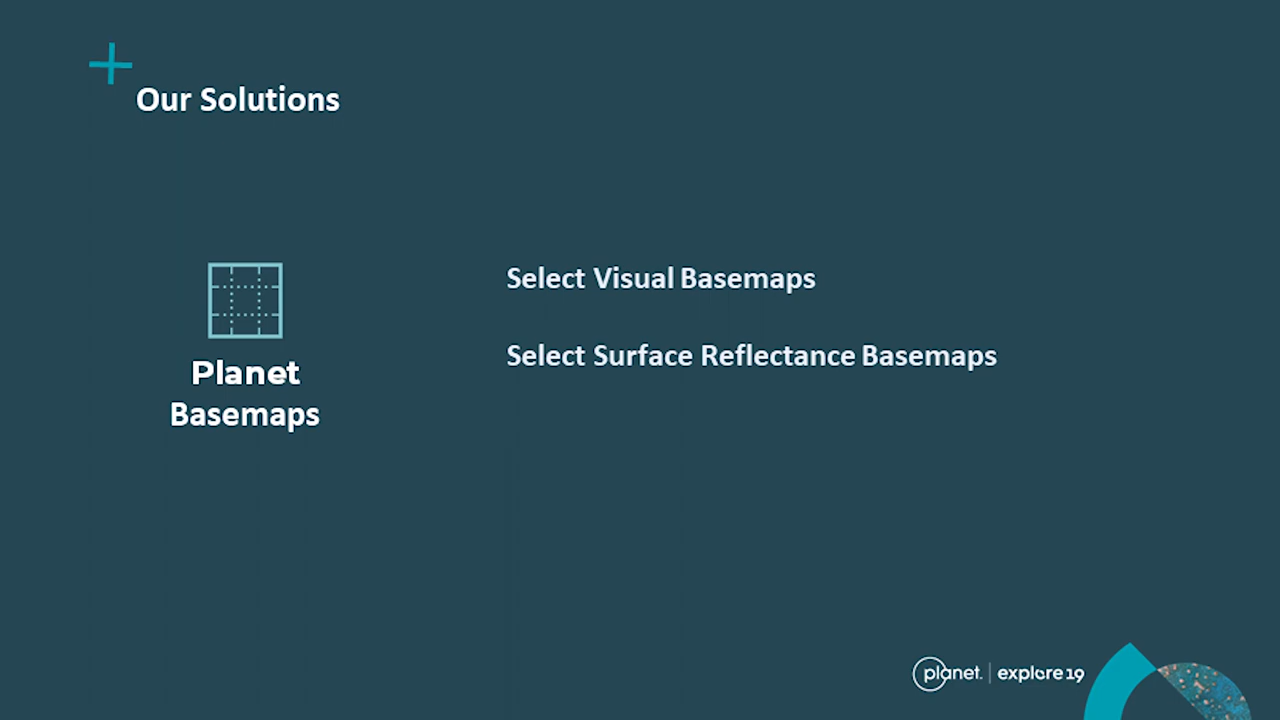 Our Solutions
Planet
Basemaps
Select Visual Basemaps
Select Surface Reflectance Basemaps
planet. | explore 19